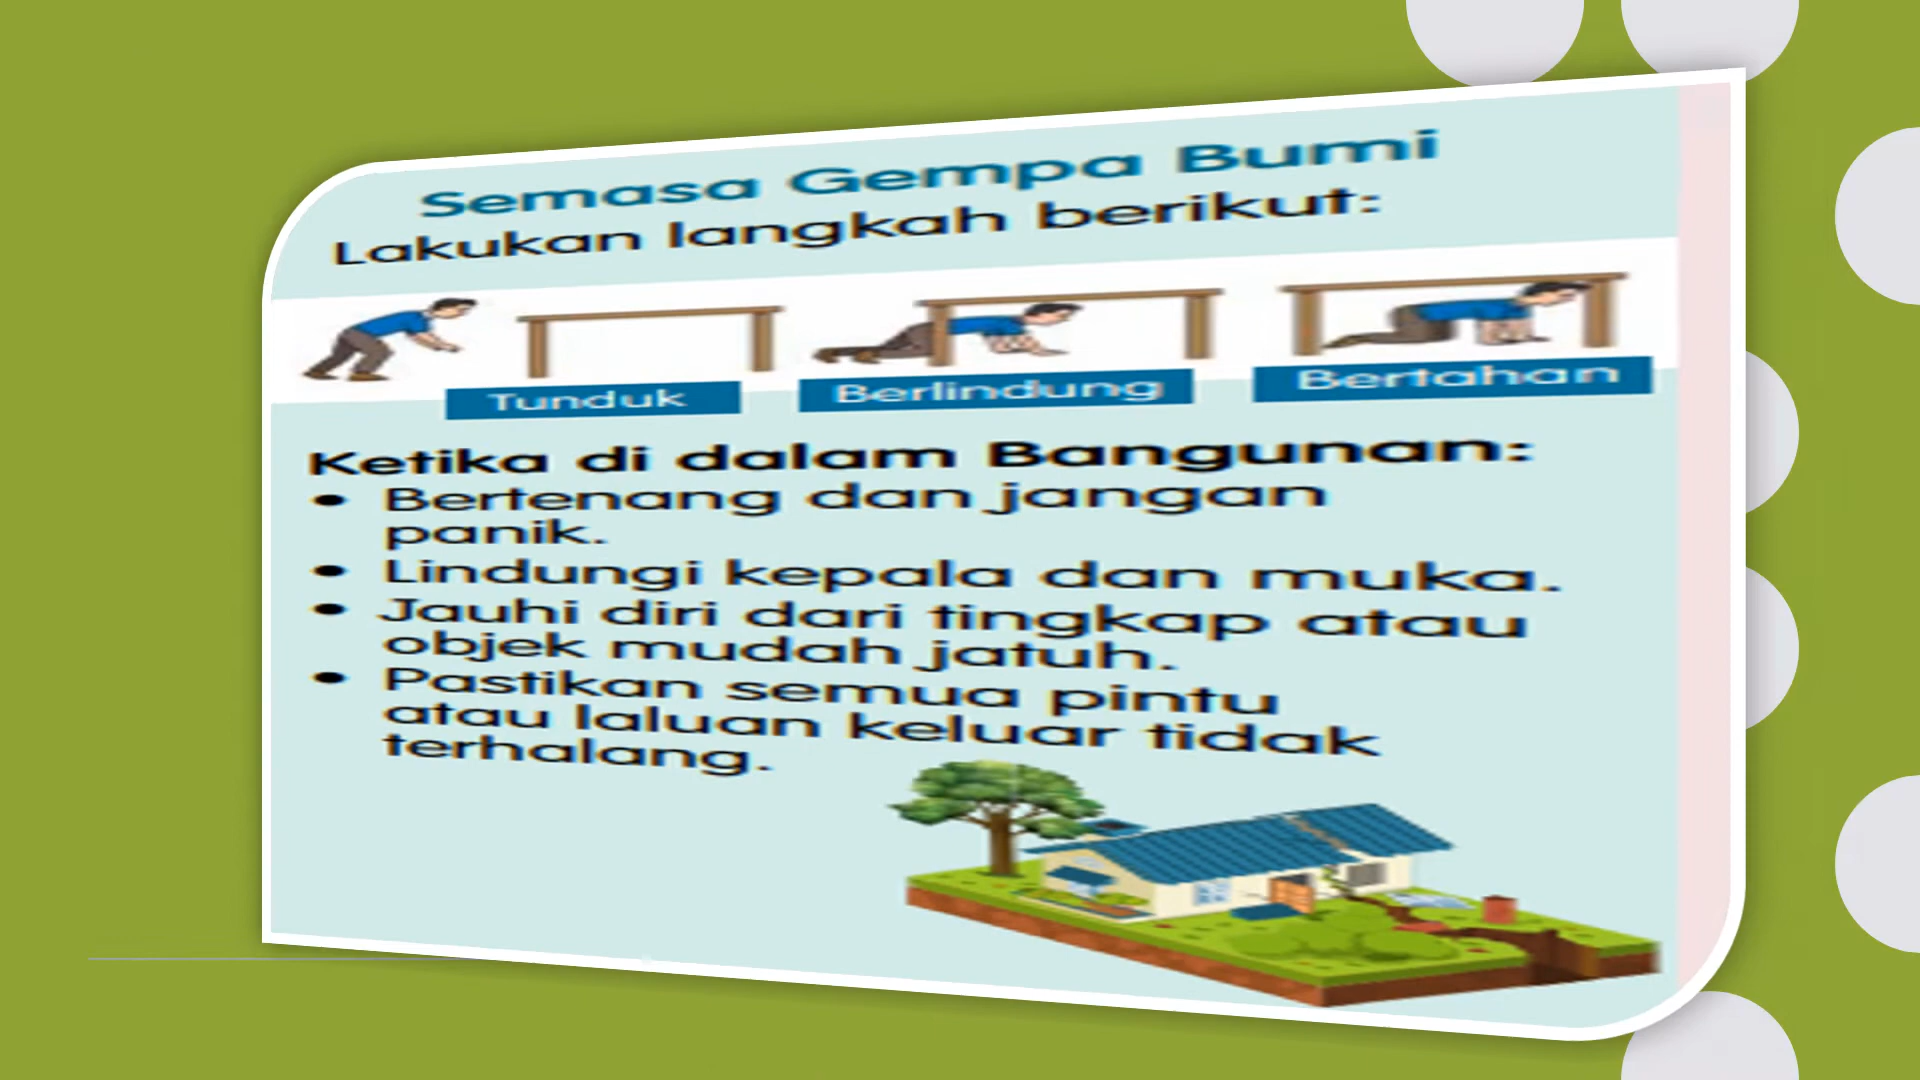 Semasa Gempa Bumi
Lakukan langkah berikut:
Tunduk
Berlindung
Bertahan
Ketika di dalam Bangunan:
• Bertenang dan jangan
panik.
• Lindungi kepala dan muka.
• Jauhi diri dari tingkap atau
objek mudah jatuh.
• Pastikan semua pintu
atau laluan keluar tidak
terhalang.